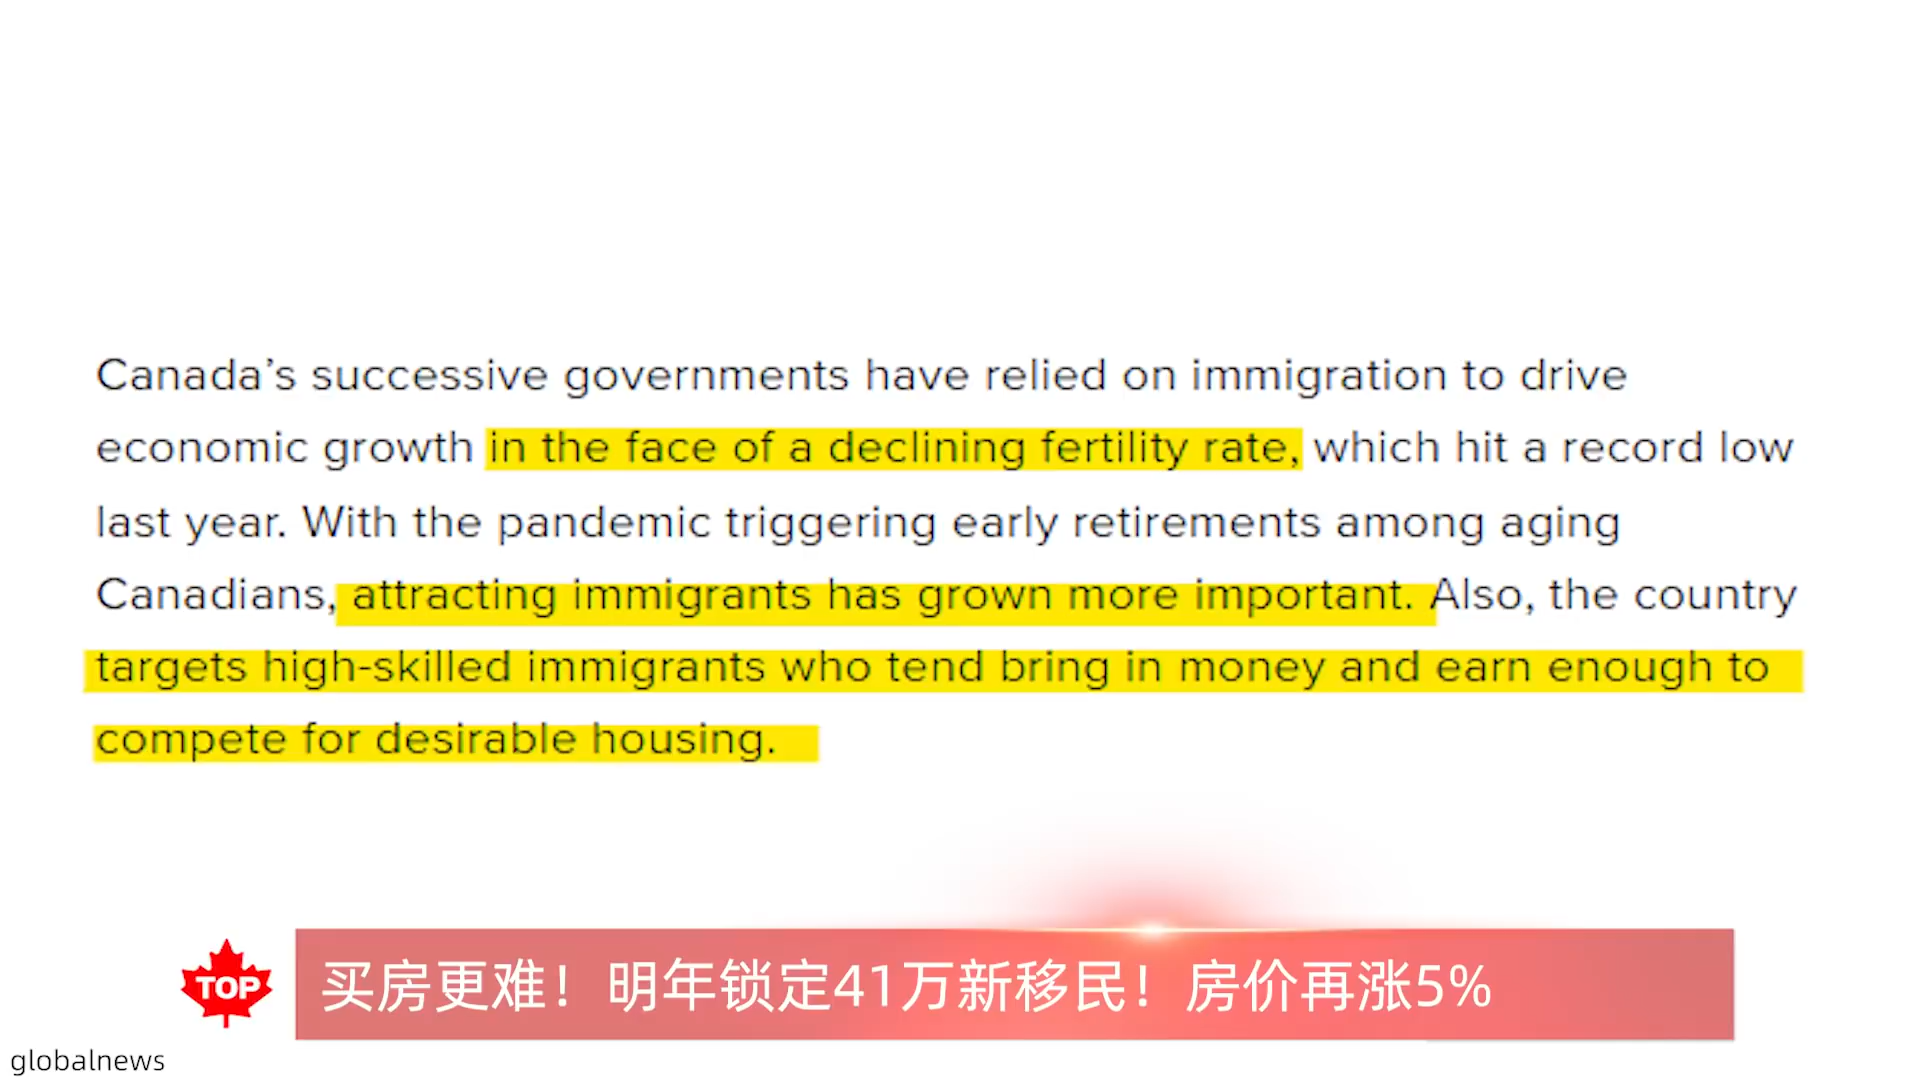 Canada’s successive governments have relied on immigration to drive
economic growth in the face of a declining fertility rate, which hit a record low
last year. With the pandemic triggering early retirements among aging
Canadians, attracting immigrants has grown more important. Also, the country
targets high-skilled immigrants who tend bring in money and earn enough to
compete for desirable housing.
TOP
买房更难！明年锁定41万新移民！房价再涨5%
globalnews